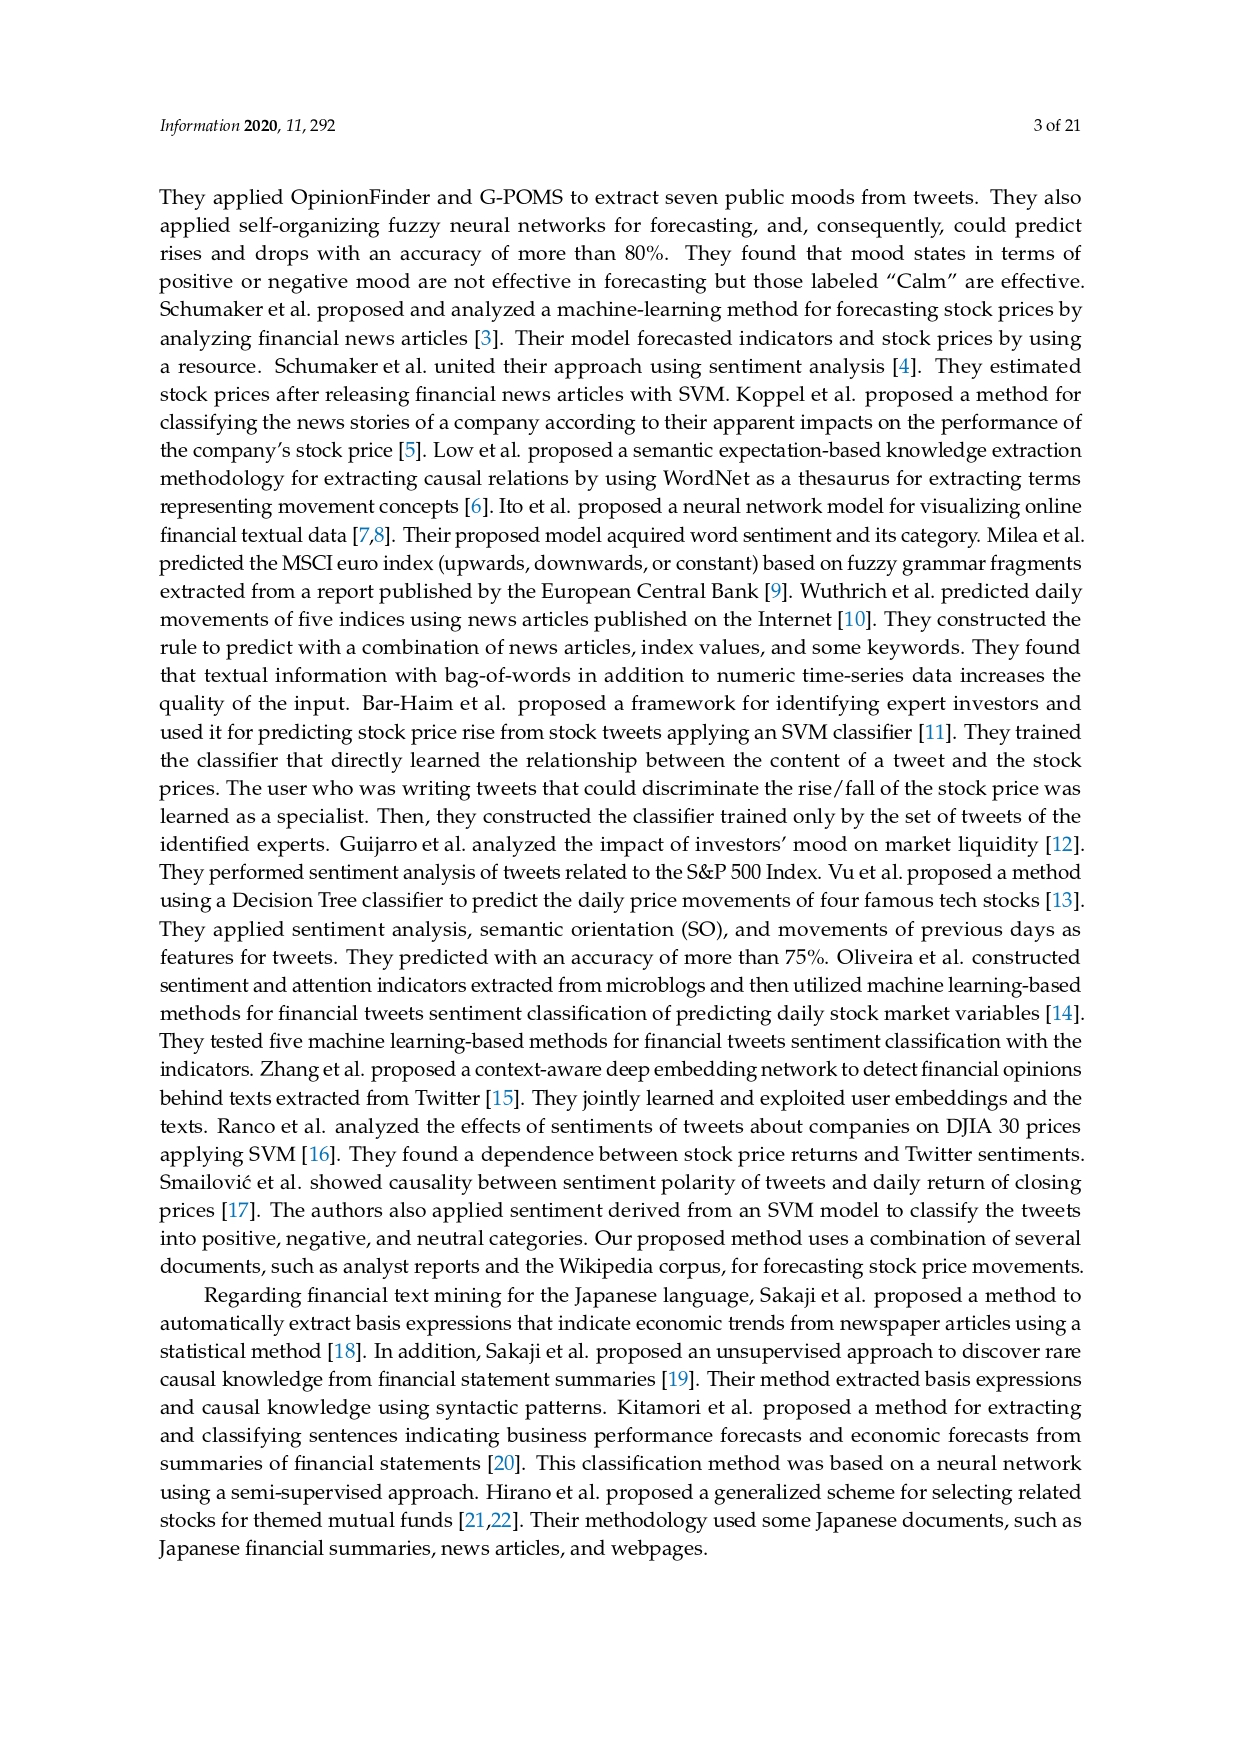 Information 2020, 11, 292 3 of 21
They applied OpinionFinder and G-POMS to extract seven public moods from tweets. They also
applied self-organizing fuzzy neural networks for forecasting, and, consequently, could predict
rises and drops with an accuracy of more than 80%. They found that mood states in terms of
positive or negative mood are not effective in forecasting but those labeled “Calm” are effective.
Schumaker et al. proposed and analyzed a machine-learning method for forecasting stock prices by
analyzing financial news articles [3]. Their model forecasted indicators and stock prices by using
a resource. Schumaker et al. united their approach using sentiment analysis [4]. They estimated
stock prices after releasing financial news articles with SVM. Koppel et al. proposed a method for
classifying the news stories of a company according to their apparent impacts on the performance of
the company’s stock price [5]. Low et al. proposed a semantic expectation-based knowledge extraction
methodology for extracting causal relations by using WordNet as a thesaurus for extracting terms
representing movement concepts [6]. Ito et al. proposed a neural network model for visualizing online
financial textual data [7,8]. Their proposed model acquired word sentiment and its category. Milea et al.
predicted the MSCI euro index (upwards, downwards, or constant) based on fuzzy grammar fragments
extracted from a report published by the European Central Bank [9]. Wuthrich et al. predicted daily
movements of five indices using news articles published on the Internet [10]. They constructed the
rule to predict with a combination of news articles, index values, and some keywords. They found
that textual information with bag-of-words in addition to numeric time-series data increases the
quality of the input. Bar-Haim et al. proposed a framework for identifying expert investors and
used it for predicting stock price rise from stock tweets applying an SVM classifier [11]. They trained
the classifier that directly learned the relationship between the content of a tweet and the stock
prices. The user who was writing tweets that could discriminate the rise/fall of the stock price was
learned as a specialist. Then, they constructed the classifier trained only by the set of tweets of the
identified experts. Guijarro et al. analyzed the impact of investors’ mood on market liquidity [12].
They performed sentiment analysis of tweets related to the S&P 500 Index. Vu et al. proposed a method
using a Decision Tree classifier to predict the daily price movements of four famous tech stocks [13].
They applied sentiment analysis, semantic orientation (SO), and movements of previous days as
features for tweets. They predicted with an accuracy of more than 75%. Oliveira et al. constructed
sentiment and attention indicators extracted from microblogs and then utilized machine learning-based
methods for financial tweets sentiment classification of predicting daily stock market variables [14].
They tested five machine learning-based methods for financial tweets sentiment classification with the
indicators. Zhang et al. proposed a context-aware deep embedding network to detect financial opinions
behind texts extracted from Twitter [15]. They jointly learned and exploited user embeddings and the
texts. Ranco et al. analyzed the effects of sentiments of tweets about companies on DJIA 30 prices
applying SVM [16]. They found a dependence between stock price returns and Twitter sentiments.
Smailović et al. showed causality between sentiment polarity of tweets and daily return of closing
prices [17]. The authors also applied sentiment derived from an SVM model to classify the tweets
into positive, negative, and neutral categories. Our proposed method uses a combination of several
documents, such as analyst reports and the Wikipedia corpus, for forecasting stock price movements.
Regarding financial text mining for the Japanese language, Sakaji et al. proposed a method to
automatically extract basis expressions that indicate economic trends from newspaper articles using a
statistical method [18]. In addition, Sakaji et al. proposed an unsupervised approach to discover rare
causal knowledge from financial statement summaries [19]. Their method extracted basis expressions
and causal knowledge using syntactic patterns. Kitamori et al. proposed a method for extracting
and classifying sentences indicating business performance forecasts and economic forecasts from
summaries of financial statements [20]. This classification method was based on a neural network
using a semi-supervised approach. Hirano et al. proposed a generalized scheme for selecting related
stocks for themed mutual funds [21,22]. Their methodology used some Japanese documents, such as
Japanese financial summaries, news articles, and webpages.